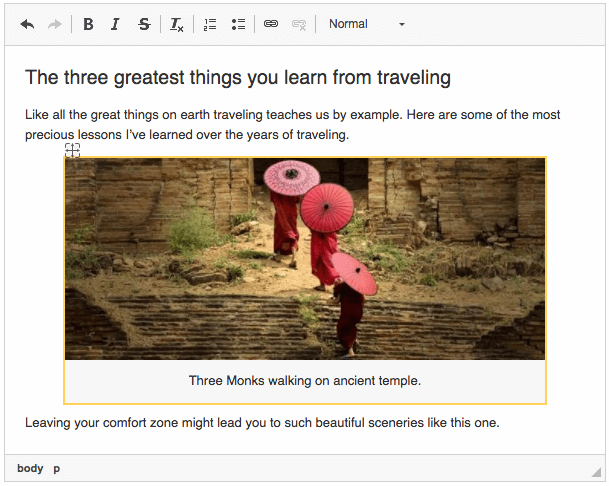 B I S Tx Normal
The three greatest things you learn from traveling
Like all the great things on earth traveling teaches us by example. Here are some of the most
precious lessons I've learned over the years of traveling.
Three Monks walking on ancient temple.
Leaving your comfort zone might lead you to such beautiful sceneries like this one.
body p